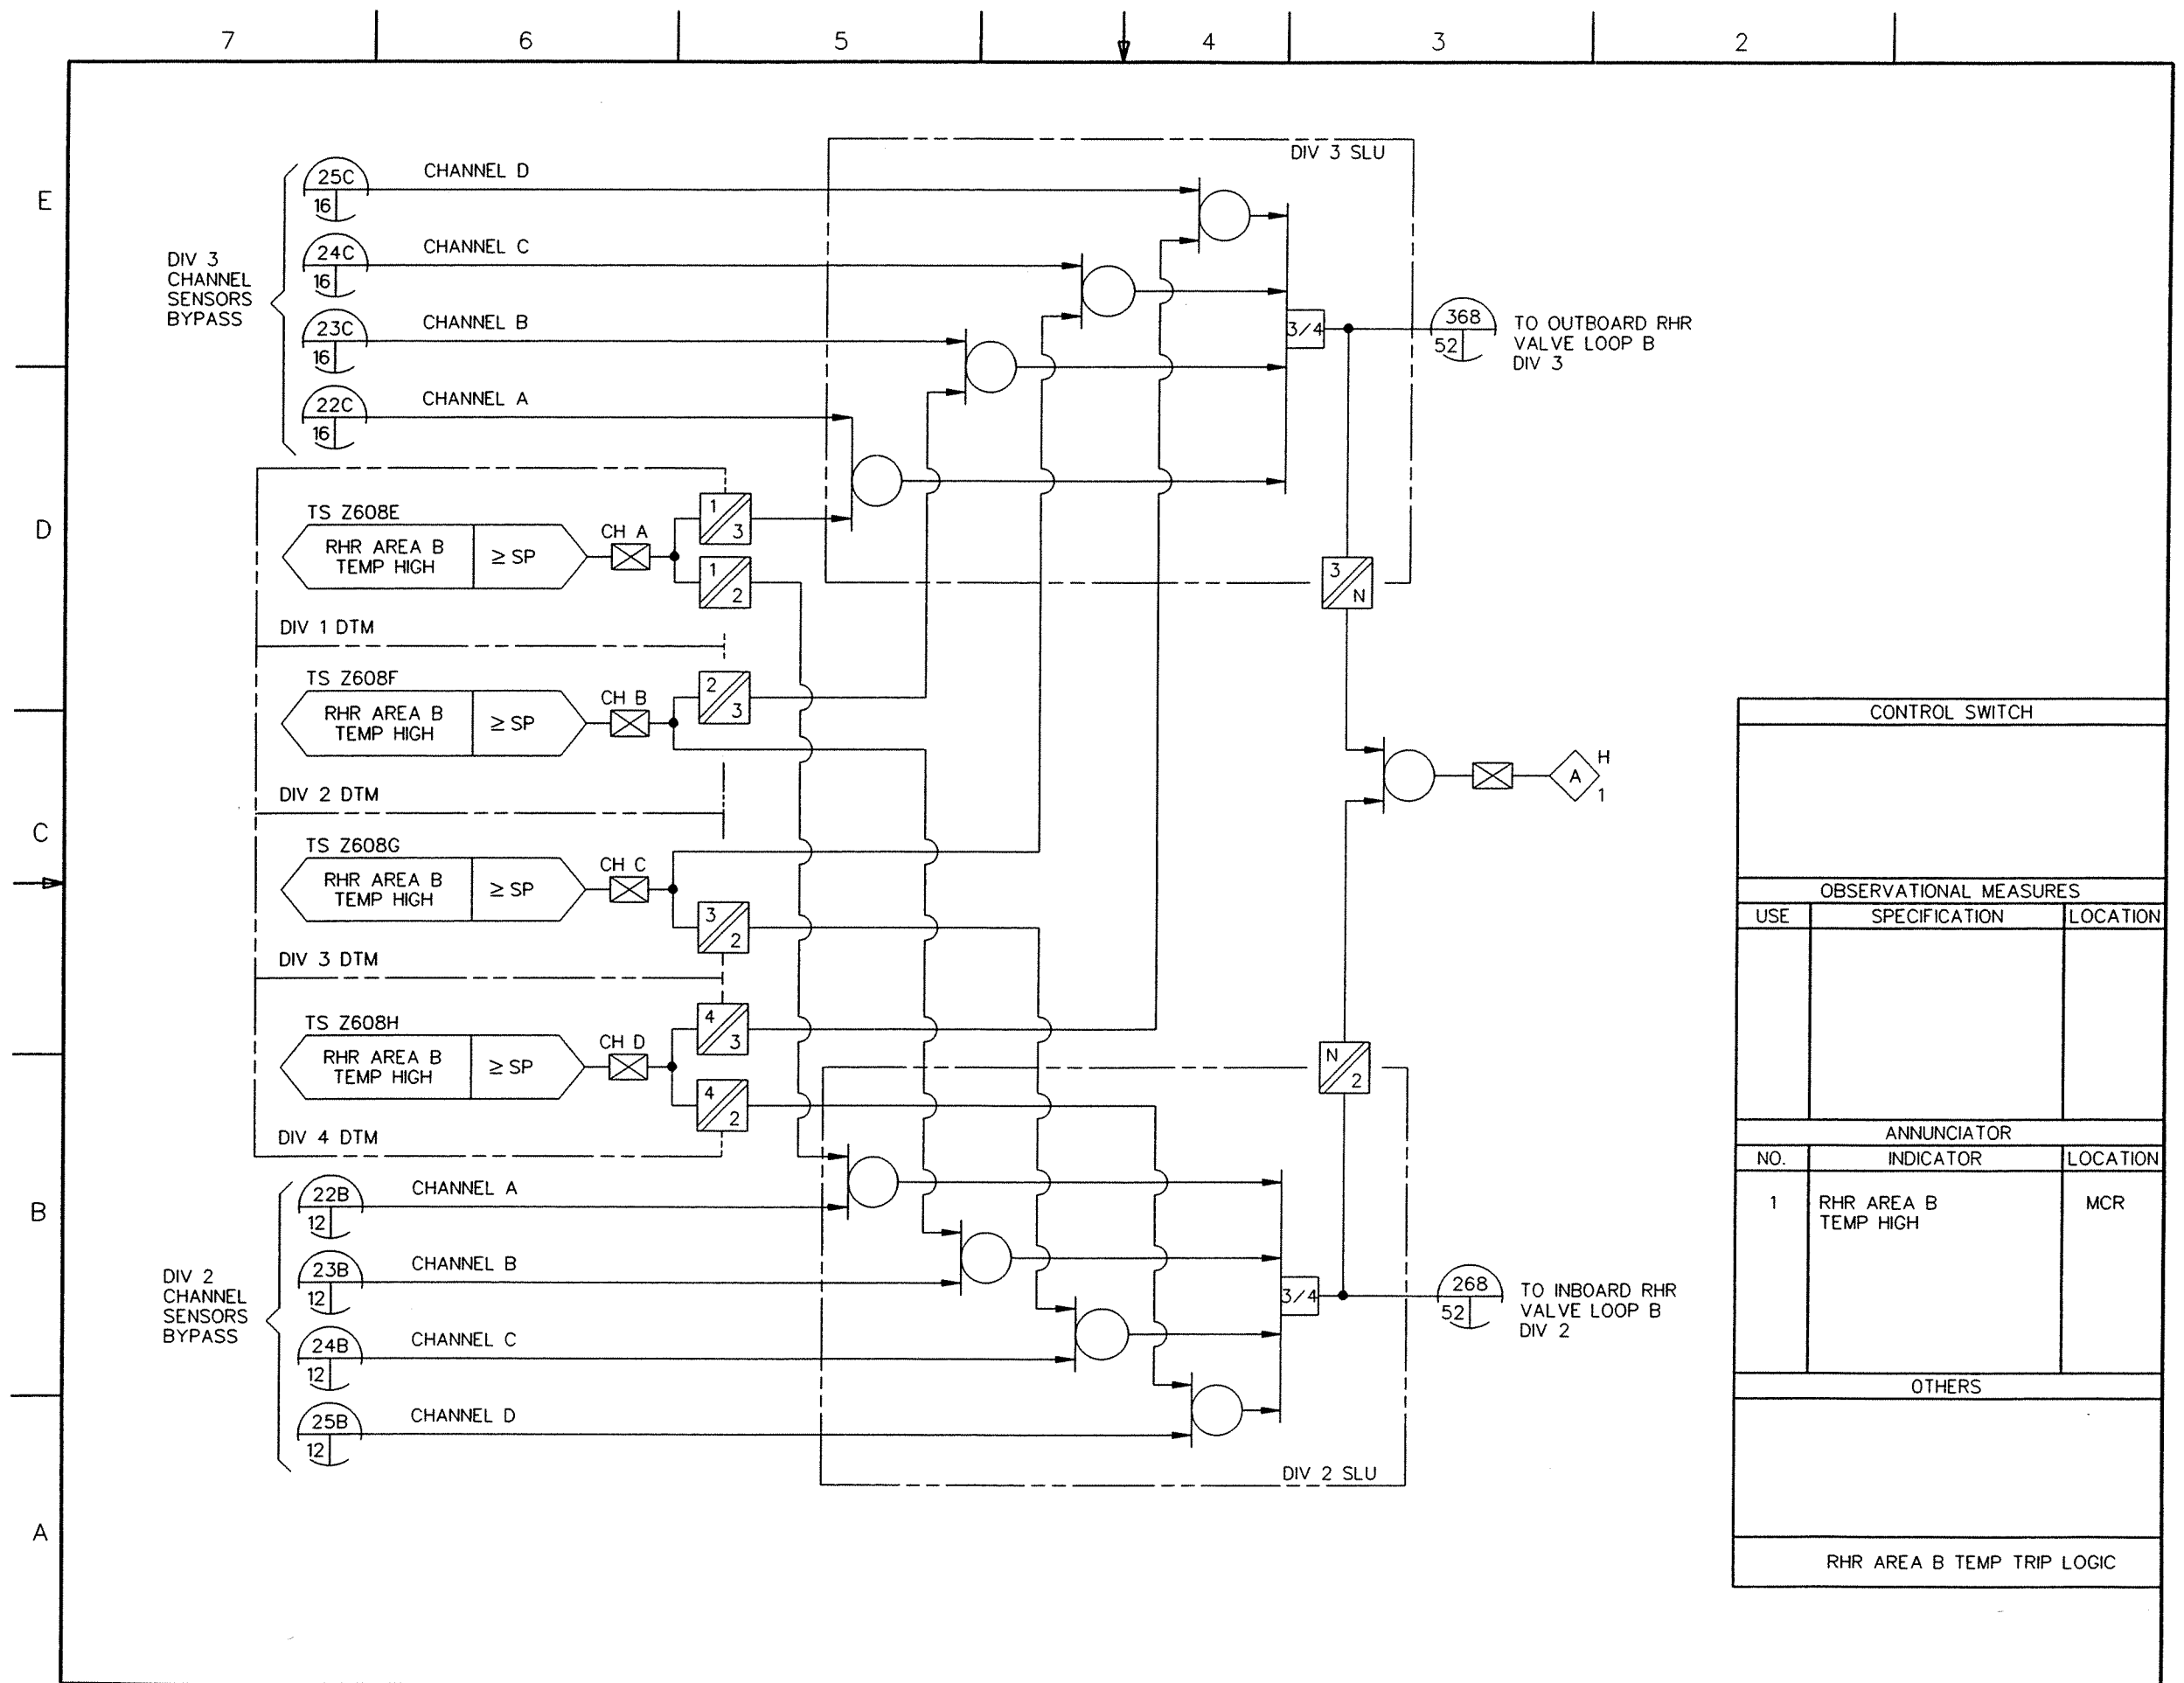 7 6 5 4 3 2
E
D
C
B
A
DIV 3 SLU
25C
16
CHANNEL D
24C
16
CHANNEL C
23C
16
CHANNEL B
22C
16
CHANNEL A
DIV 3
CHANNEL
SENSORS
BYPASS
3/4
368
52
TO OUTBOARD RHR
VALVE LOOP B
DIV 3
TS Z608E
RHR AREA B
TEMP HIGH
≥ SP
CH A
1
3
1
2
3
N
DIV 1 DTM
TS Z608F
RHR AREA B
TEMP HIGH
≥ SP
CH B
2
3
DIV 2 DTM
A
H
1
TS Z608G
RHR AREA B
TEMP HIGH
≥ SP
CH C
3
2
DIV 3 DTM
TS Z608H
RHR AREA B
TEMP HIGH
≥ SP
CH D
4
3
4
2
N
2
DIV 4 DTM
22B
12
CHANNEL A
23B
12
CHANNEL B
24B
12
CHANNEL C
25B
12
CHANNEL D
DIV 2
CHANNEL
SENSORS
BYPASS
3/4
268
52
TO INBOARD RHR
VALVE LOOP B
DIV 2
DIV 2 SLU
CONTROL SWITCH
OBSERVATIONAL MEASURES
USE SPECIFICATION LOCATION
ANNUNCIATOR
NO. INDICATOR LOCATION
1 RHR AREA B MCR
TEMP HIGH
OTHERS
RHR AREA B TEMP TRIP LOGIC